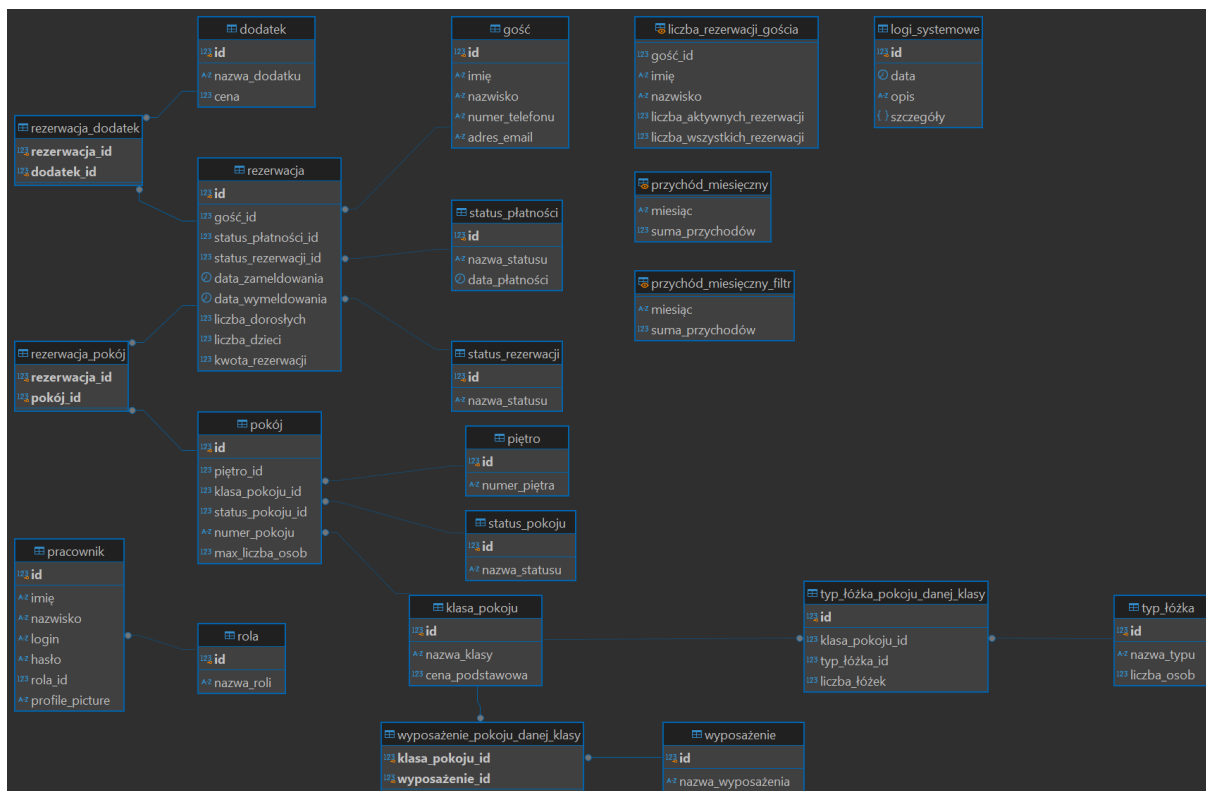 dodatek
id
nazwa_dodatku
cena
gość
id
imię
nazwisko
numer_telefonu
adres_email
liczba_rezerwacji_gościa
gość_id
imię
nazwisko
liczba_aktywnych_rezerwacji
liczba_wszystkich_rezerwacji
logi_systemowe
id
data
opis
szczegóły
rezerwacja_dodatek
rezerwacja_id
dodatek_id
rezerwacja
id
gość_id
status_płatności_id
status_rezerwacji_id
data_zameldowania
data_wymeldowania
liczba_dorosłych
liczba_dzieci
kwota_rezerwacji
status_płatności
id
nazwa_statusu
data_płatności
przychód_miesięczny
miesiąc
suma_przychodów
przychód_miesięczny_filtr
miesiąc
suma_przychodów
rezerwacja_pokój
rezerwacja_id
pokój_id
status_rezerwacji
id
nazwa_statusu
pokój
id
piętro_id
klasa_pokoju_id
status_pokoju_id
numer_pokoju
max_liczba_osob
piętro
id
numer_piętra
status_pokoju
id
nazwa_statusu
pracownik
id
imię
nazwisko
login
hasło
rola_id
profile_picture
rola
id
nazwa_roli
klasa_pokoju
id
nazwa_klasy
cena_podstawowa
typ_łóżka_pokoju_danej_klasy
id
klasa_pokoju_id
typ_łóżka_id
liczba_łóżek
typ_łóżka
id
nazwa_typu
liczba_osob
wyposażenie_pokoju_danej_klasy
klasa_pokoju_id
wyposażenie_id
wyposażenie
id
nazwa_wyposażenia